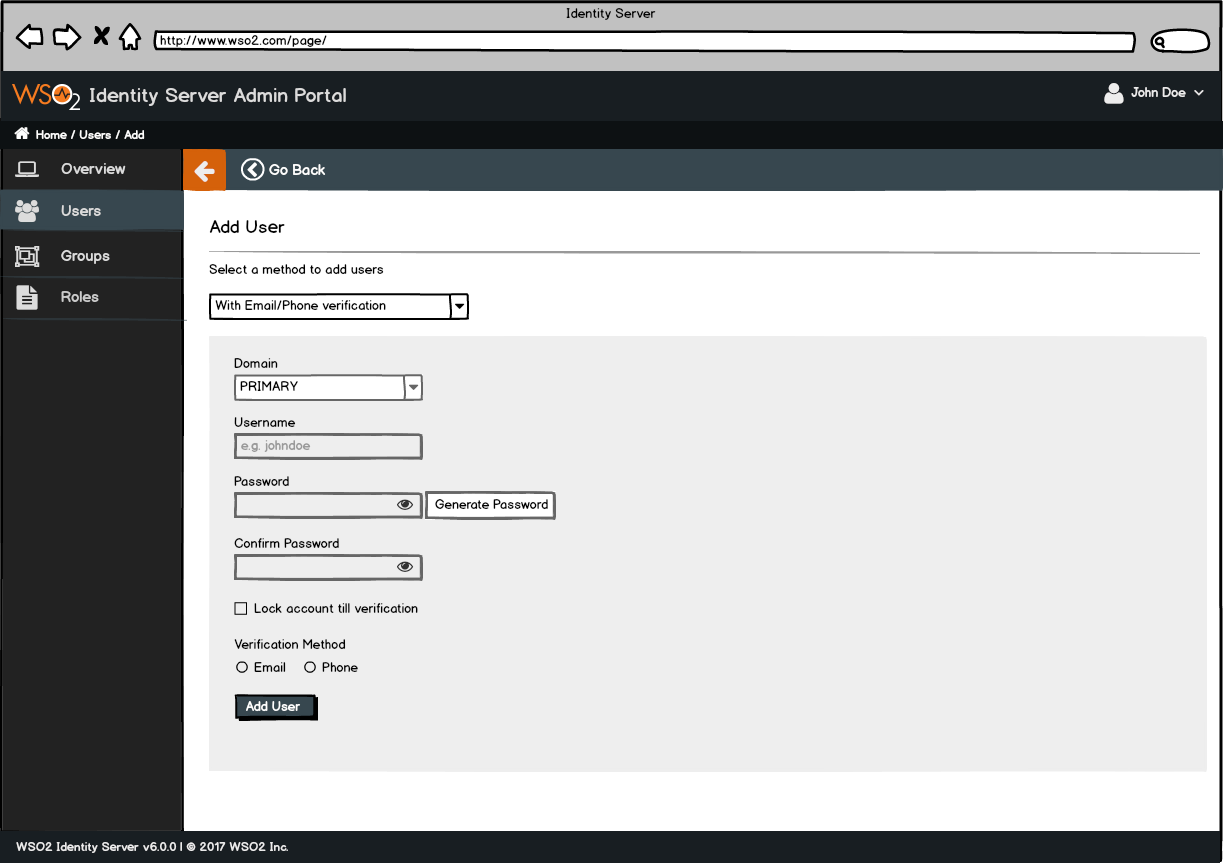 Identity Server
http://www.wso2.com/page/
WSO2 Identity Server Admin Portal
John Doe
Home / Users / Add
Overview
Go Back
Users
Add User
Groups
Select a method to add users
Roles
With Email/Phone verification
Domain
PRIMARY
Username
e.g. johndoe
Password
Generate Password
Confirm Password
Lock account till verification
Verification Method
Email Phone
Add User
WSO2 Identity Server v6.0.0 | © 2017 WSO2 Inc.